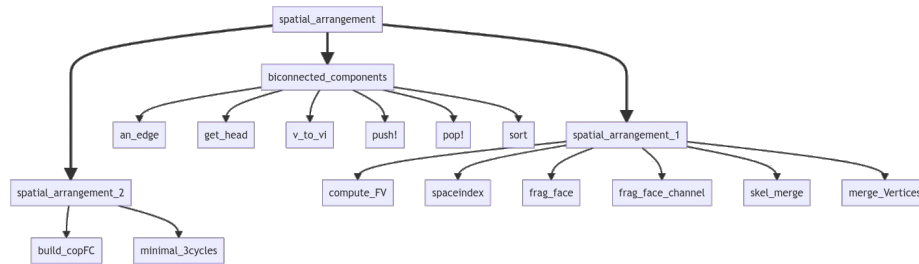 spatial_arrangement
biconnected_components
an_edge
get_head
v_to_vi
push!
pop!
sort
spatial_arrangement_1
spatial_arrangement_2
compute_FV
spaceindex
frag_face
frag_face_channel
skel_merge
merge_Vertices
build_copFC
minimal_3cycles